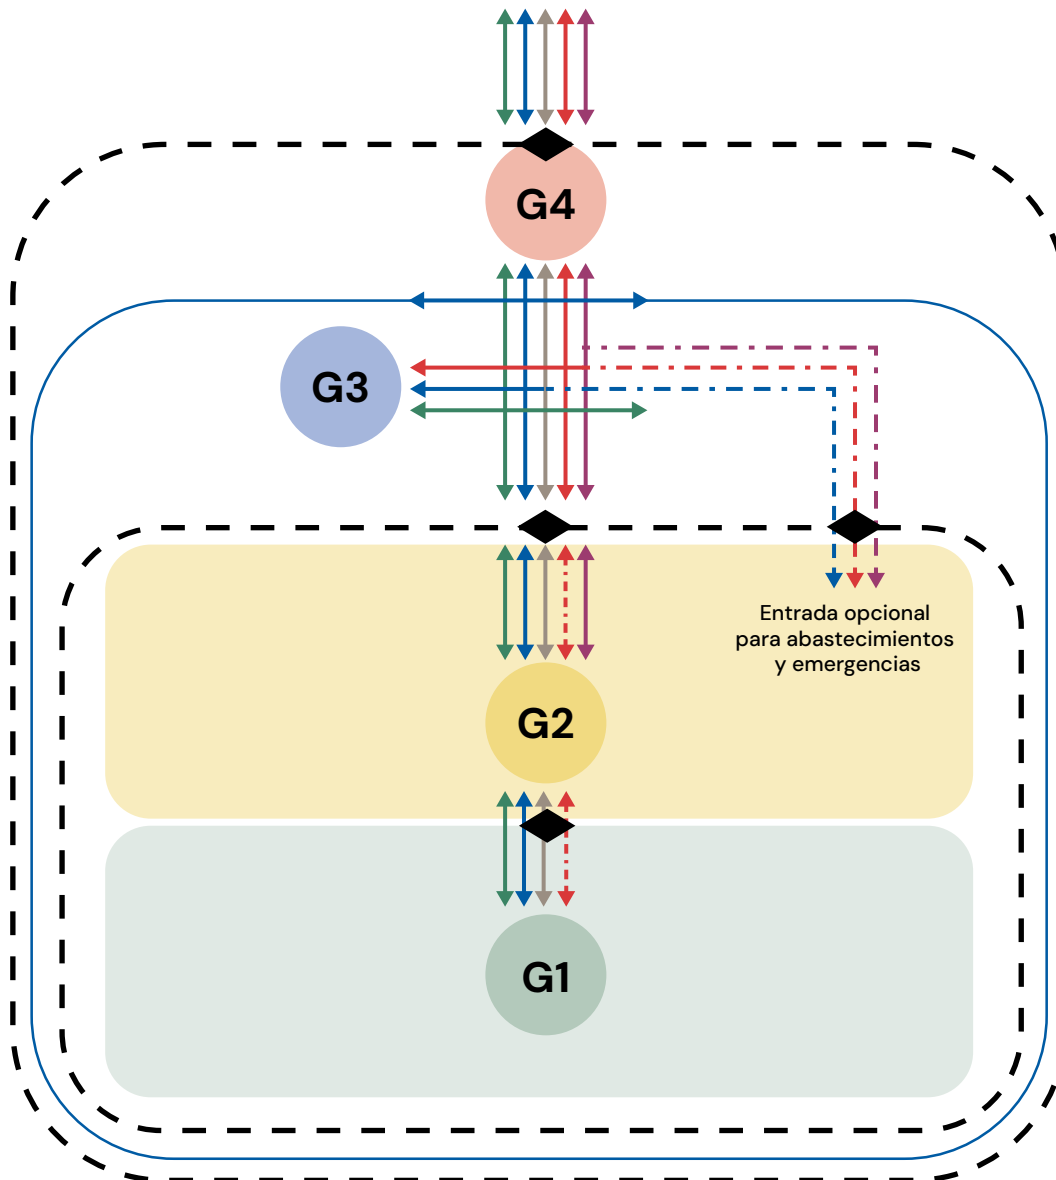 G4
G3
Entrada opcional
para abastecimientos
y emergencias
G2
G1